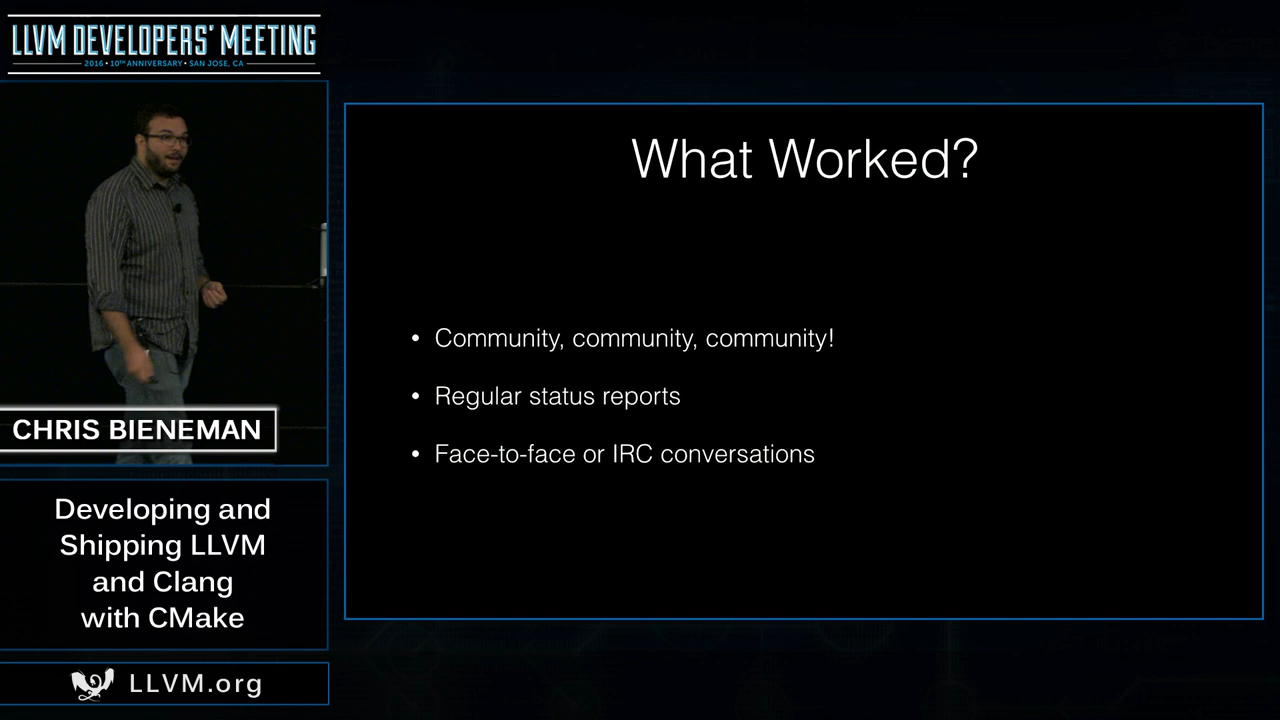 LLVM DEVELOPERS' MEETING
2016 • 10TH ANNIVERSARY • SAN JOSE, CA
What Worked?
• Community, community, community!
• Regular status reports
• Face-to-face or IRC conversations
CHRIS BIENEMAN
Developing and
Shipping LLVM
and Clang
with CMake
LLVM.org